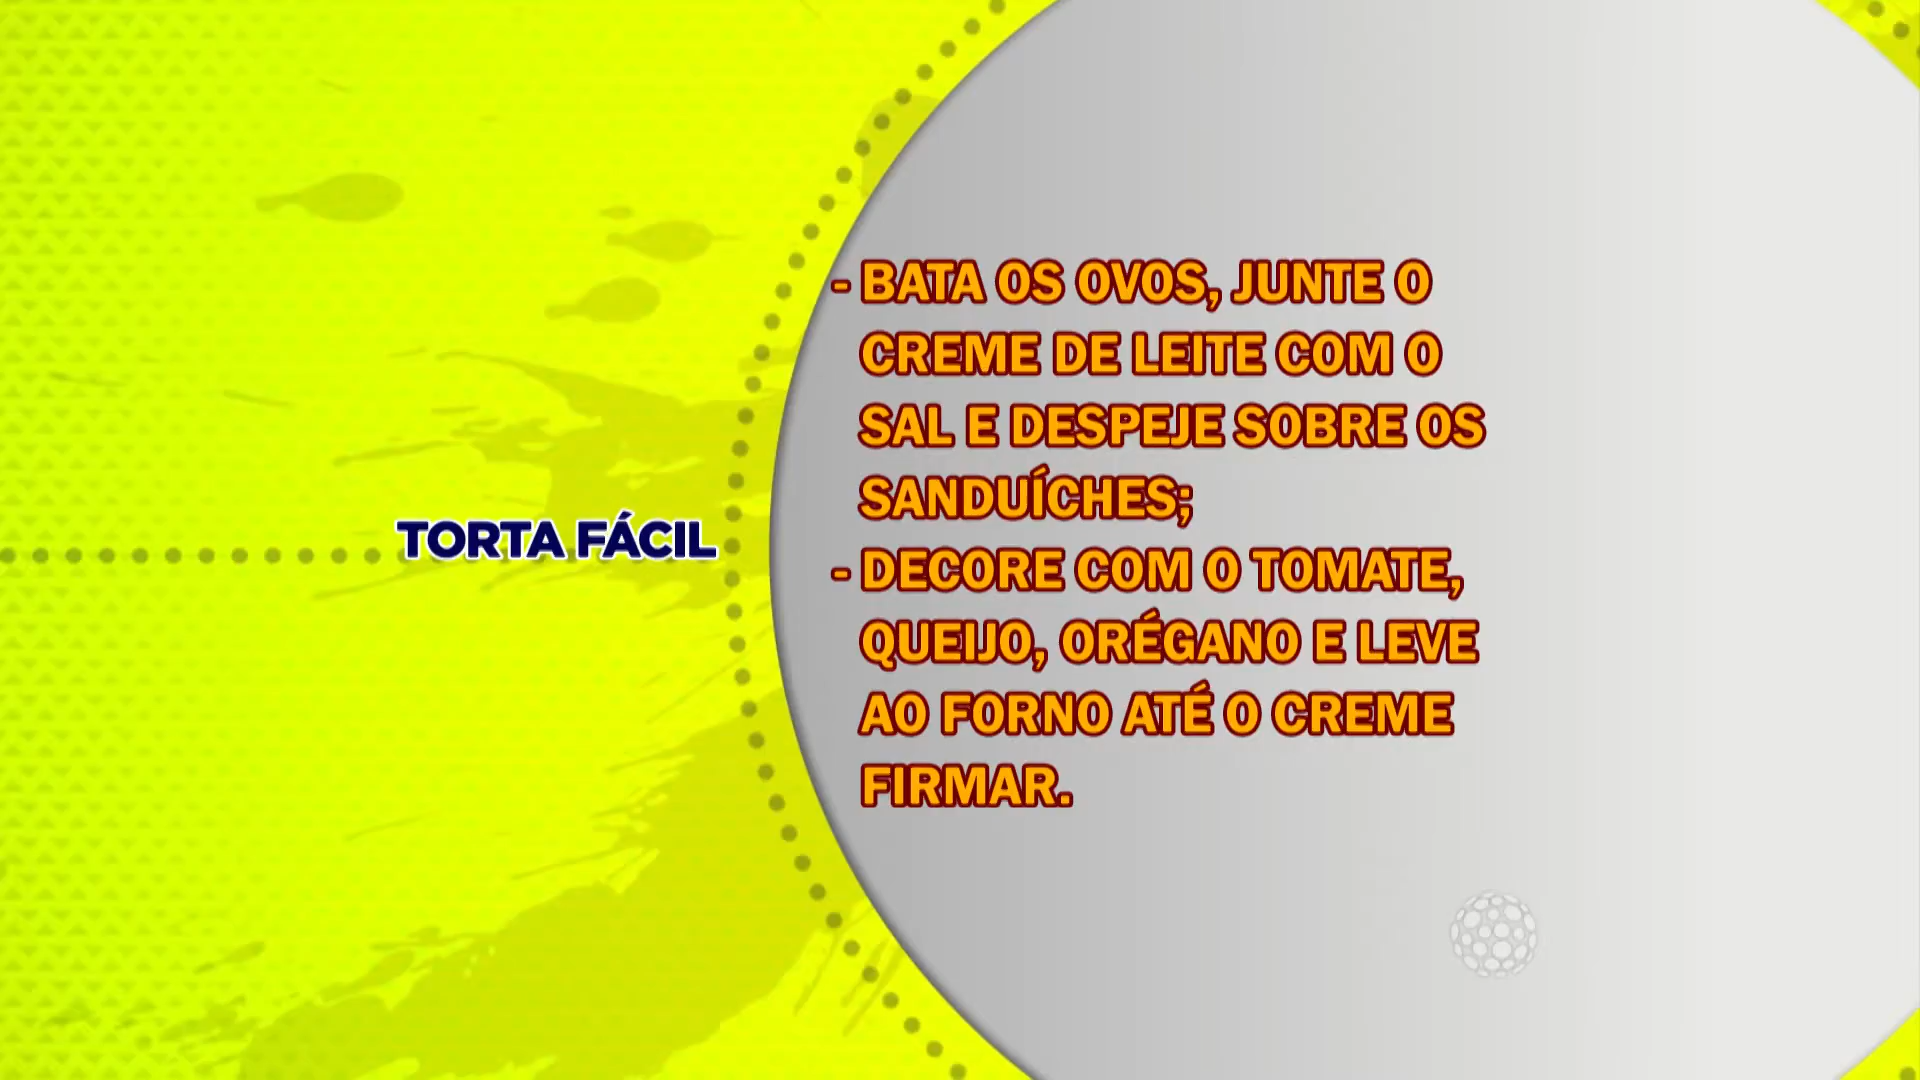 TORTA FÁCIL
- BATA OS OVOS, JUNTE O
CREME DE LEITE COM O
SAL E DESPEJE SOBRE OS
SANDUÍCHES;
- DECORE COM O TOMATE,
QUEIJO, ORÉGANO E LEVE
AO FORNO ATÉ O CREME
FIRMAR.